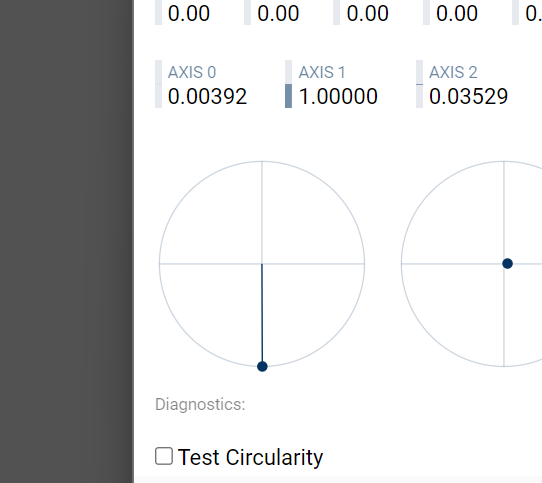 0.00 0.00 0.00 0.00 0.
AXIS 0 AXIS 1 AXIS 2
0.00392 1.00000 0.03529
Diagnostics:
Test Circularity